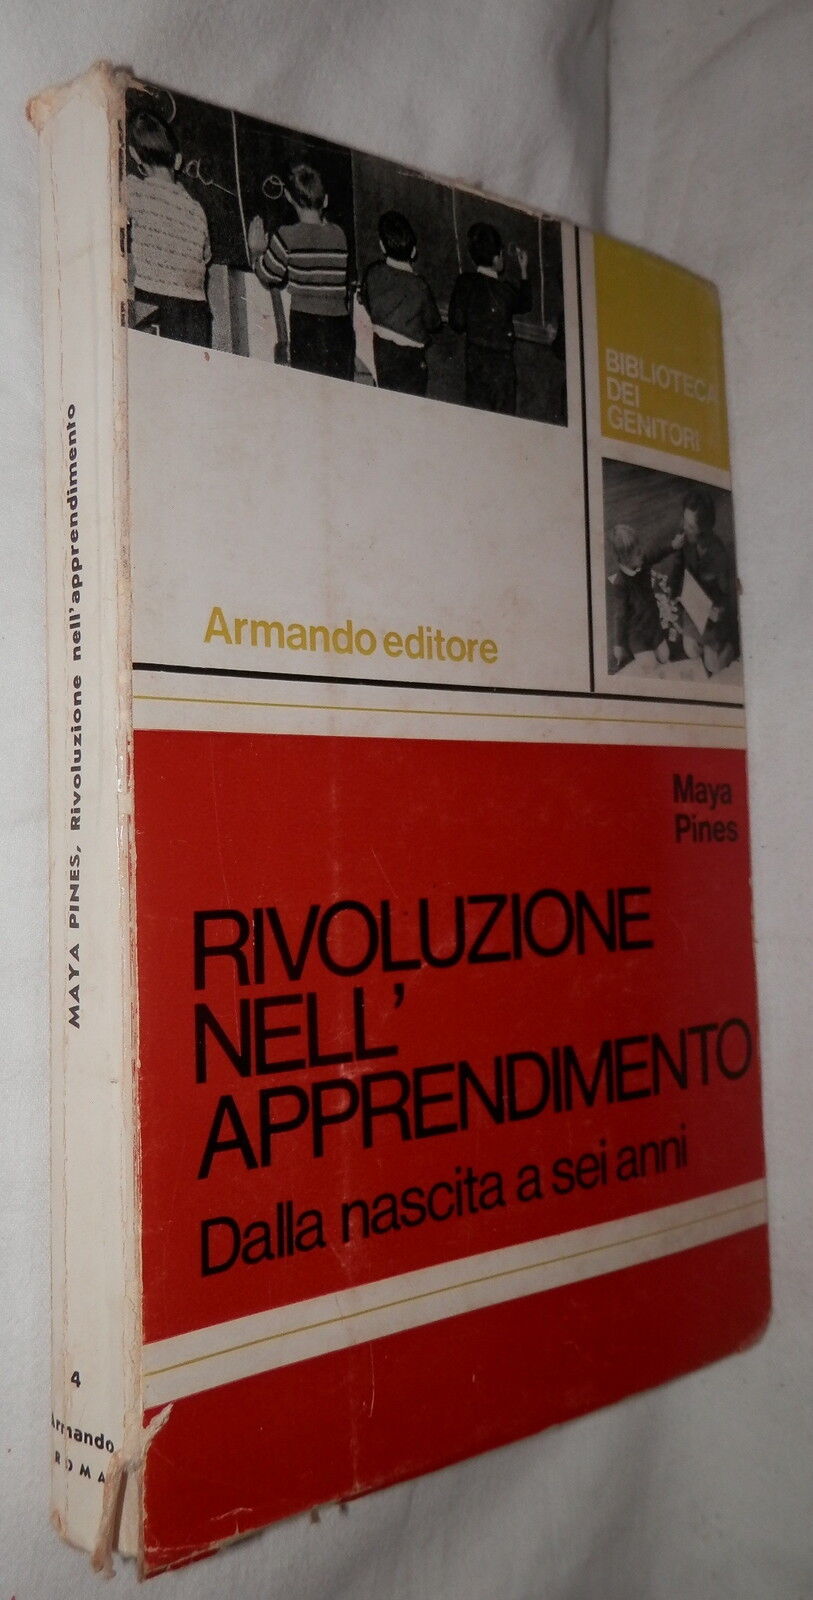 BIBLIOTECA
DEI
GENITORI
Armando editore
Maya
Pines
RIVOLUZIONE
NELL'
APPRENDIMENTO
Dalla nascita a sei anni
MAYA PINES, Rivoluzione nell'apprendimento
4
Armando
ROMA